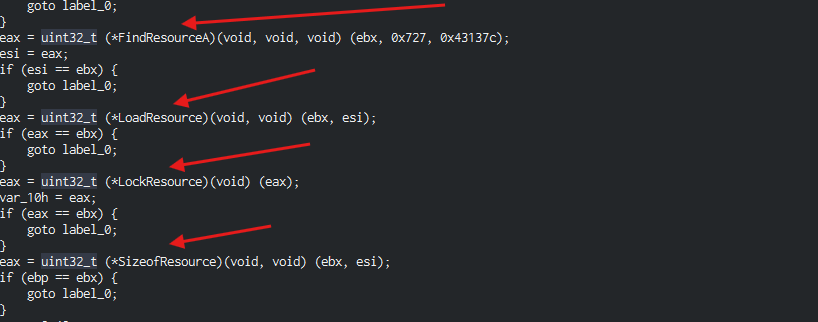 goto label_0;
}
eax = uint32_t (*FindResourceA)(void, void, void) (ebx, 0x727, 0x43137c);
esi = eax;
if (esi == ebx) {
goto label_0;
}
eax = uint32_t (*LoadResource)(void, void) (ebx, esi);
if (eax == ebx) {
goto label_0;
}
eax = uint32_t (*LockResource)(void) (eax);
var_10h = eax;
if (eax == ebx) {
goto label_0;
}
eax = uint32_t (*SizeofResource)(void, void) (ebx, esi);
if (ebp == ebx) {
goto label_0;
}